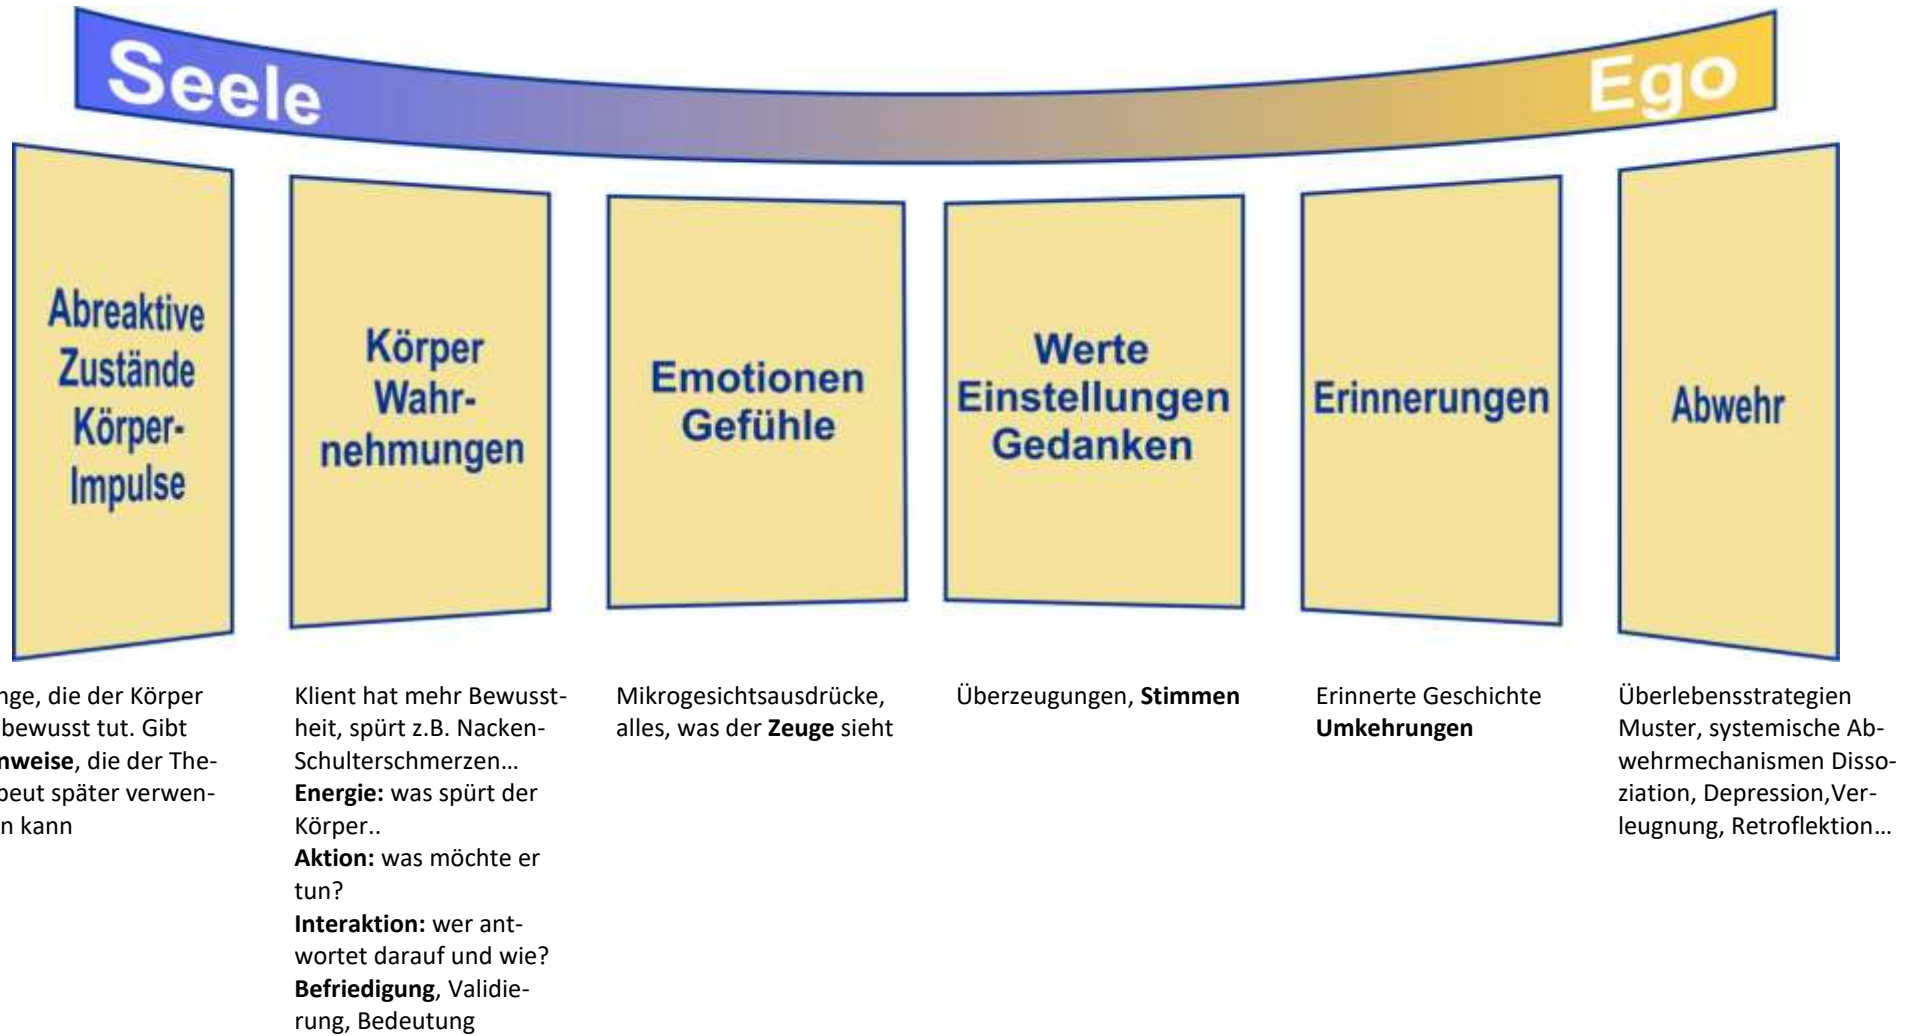 Seele
Ego
Abreaktive
Zustände
Körper-
Impulse
Körper
Wahr-
nehmungen
Emotionen
Gefühle
Werte
Einstellungen
Gedanken
Erinnerungen
Abwehr
nge, die der Körper
bewusst tut. Gibt
nweise, die der The-
peut später verwen-
n kann
Klient hat mehr Bewusst-
heit, spürt z.B. Nacken-
Schulterschmerzen…
Energie: was spürt der
Körper..
Aktion: was möchte er
tun?
Interaktion: wer ant-
wortet darauf und wie?
Befriedigung, Validie-
rung, Bedeutung
Mikrogesichtsausdrücke,
alles, was der Zeuge sieht
Überzeugungen, Stimmen
Erinnerte Geschichte
Umkehrungen
Überlebensstrategien
Muster, systemische Ab-
wehrmechanismen Disso-
ziation, Depression,Ver-
leugnung, Retroflektion…